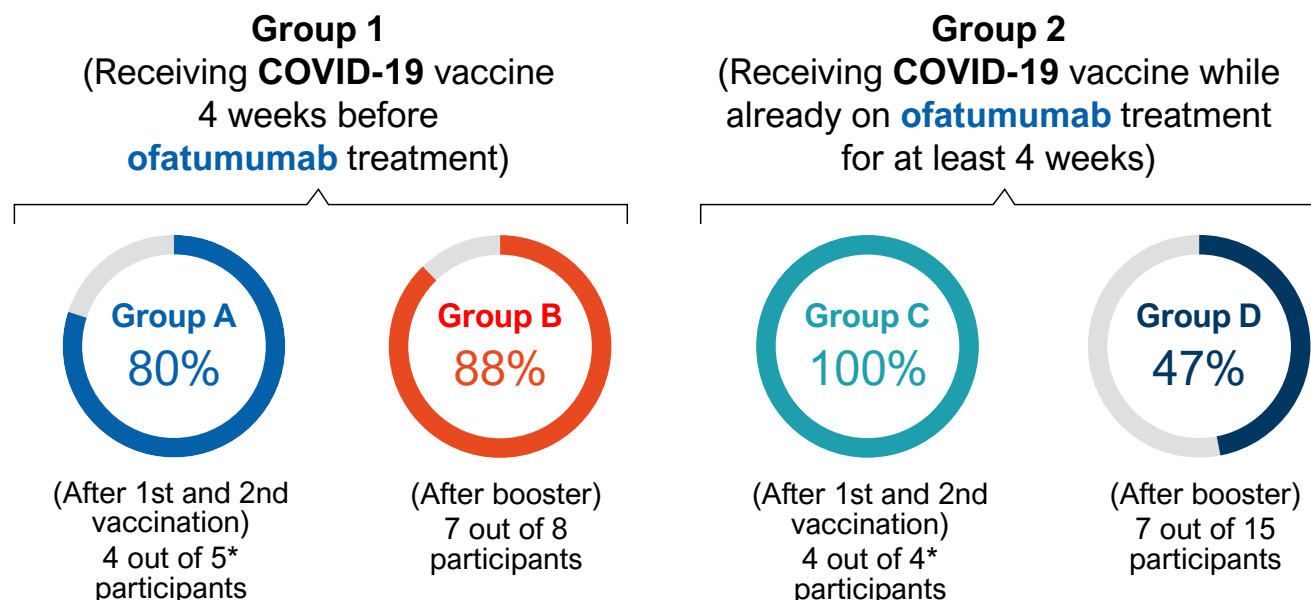 Group 1
(Receiving COVID-19 vaccine
4 weeks before
ofatumumab treatment)
Group A
80%
(After 1st and 2nd
vaccination)
4 out of 5*
participants
Group B
88%
(After booster)
7 out of 8
participants
Group 2
(Receiving COVID-19 vaccine while
already on ofatumumab treatment
for at least 4 weeks)
Group C
100%
(After 1st and 2nd
vaccination)
4 out of 4*
participants
Group D
47%
(After booster)
7 out of 15
participants